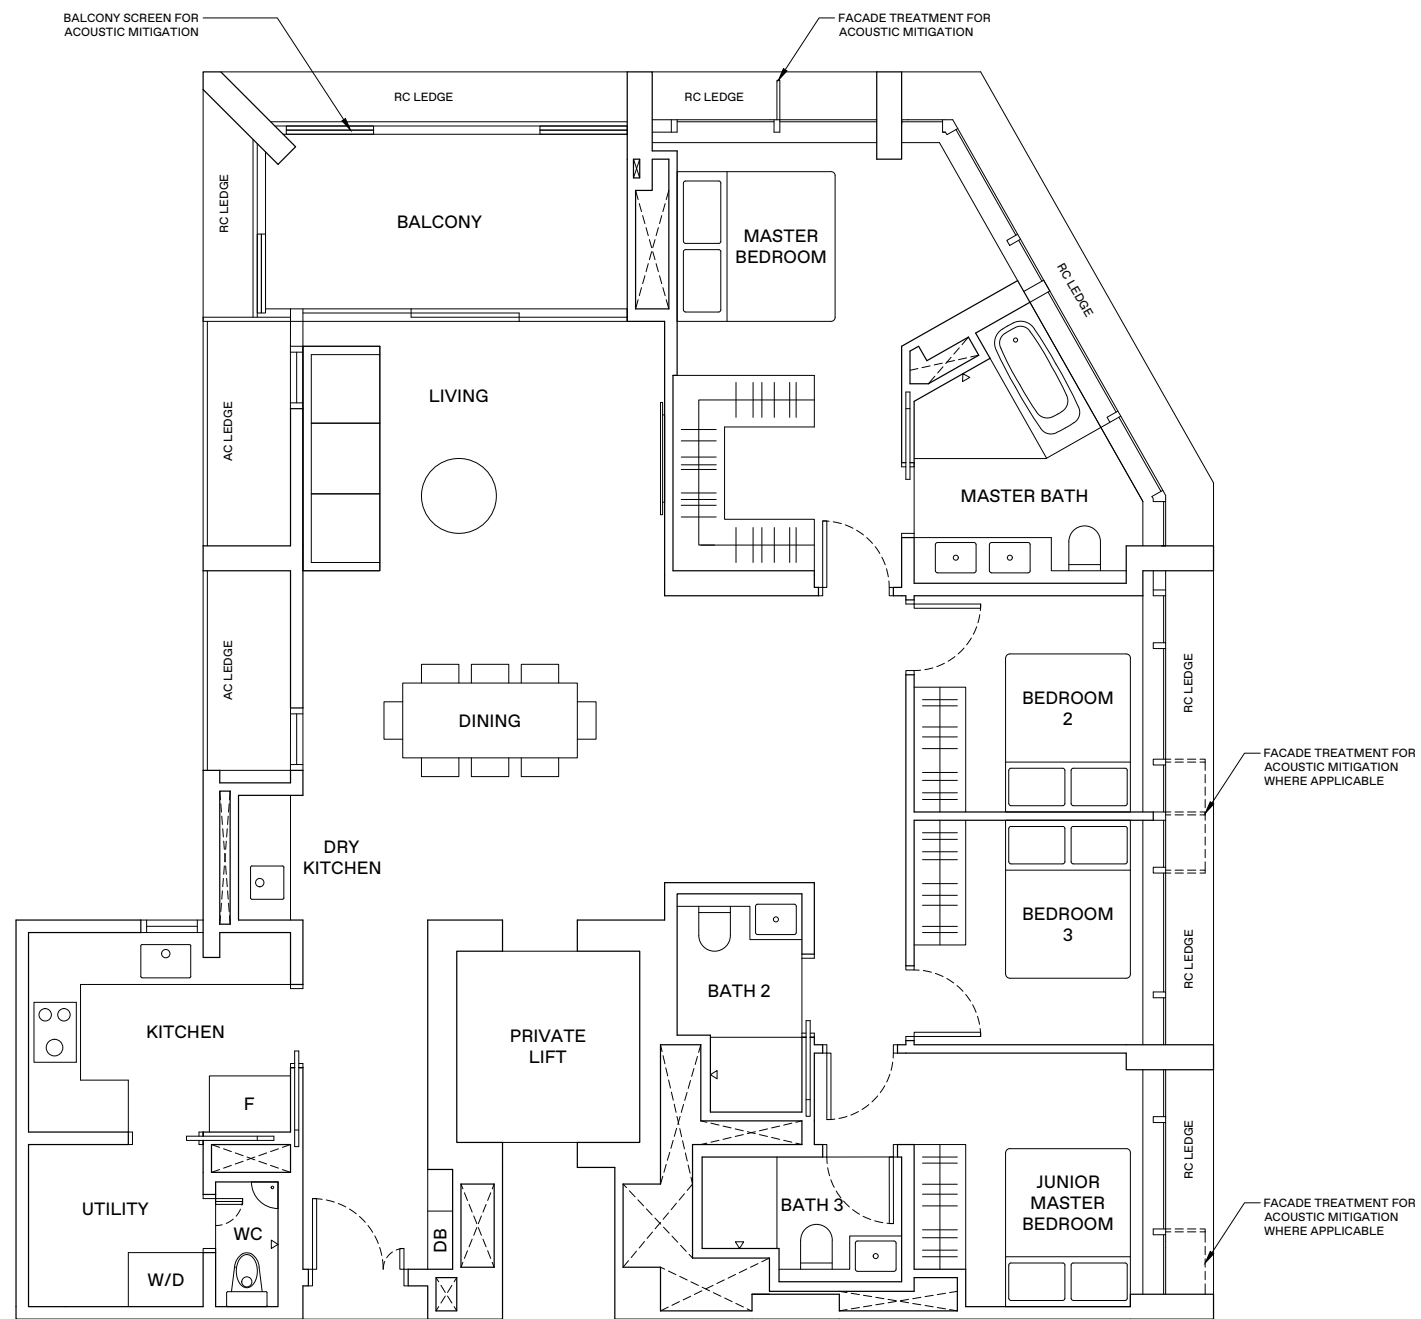 BALCONY SCREEN FOR
ACOUSTIC MITIGATION
FACADE TREATMENT FOR
ACOUSTIC MITIGATION
RC LEDGE
RC LEDGE
RC LEDGE
BALCONY
MASTER
BEDROOM
RC LEDGE
LIVING
AC LEDGE
MASTER BATH
AC LEDGE
DINING
BEDROOM
2
RC LEDGE
FACADE TREATMENT FOR
ACOUSTIC MITIGATION
WHERE APPLICABLE
DRY
KITCHEN
BEDROOM
3
RC LEDGE
BATH 2
KITCHEN
PRIVATE
LIFT
F
RC LEDGE
UTILITY
WC
DB
W/D
BATH 3
JUNIOR
MASTER
BEDROOM
FACADE TREATMENT FOR
ACOUSTIC MITIGATION
WHERE APPLICABLE